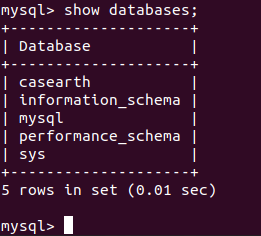 mysql> show databases;
+--------------------+
| Database           |
+--------------------+
| casearth           |
| information_schema |
| mysql              |
| performance_schema |
| sys                |
+--------------------+
5 rows in set (0.01 sec)
mysql>